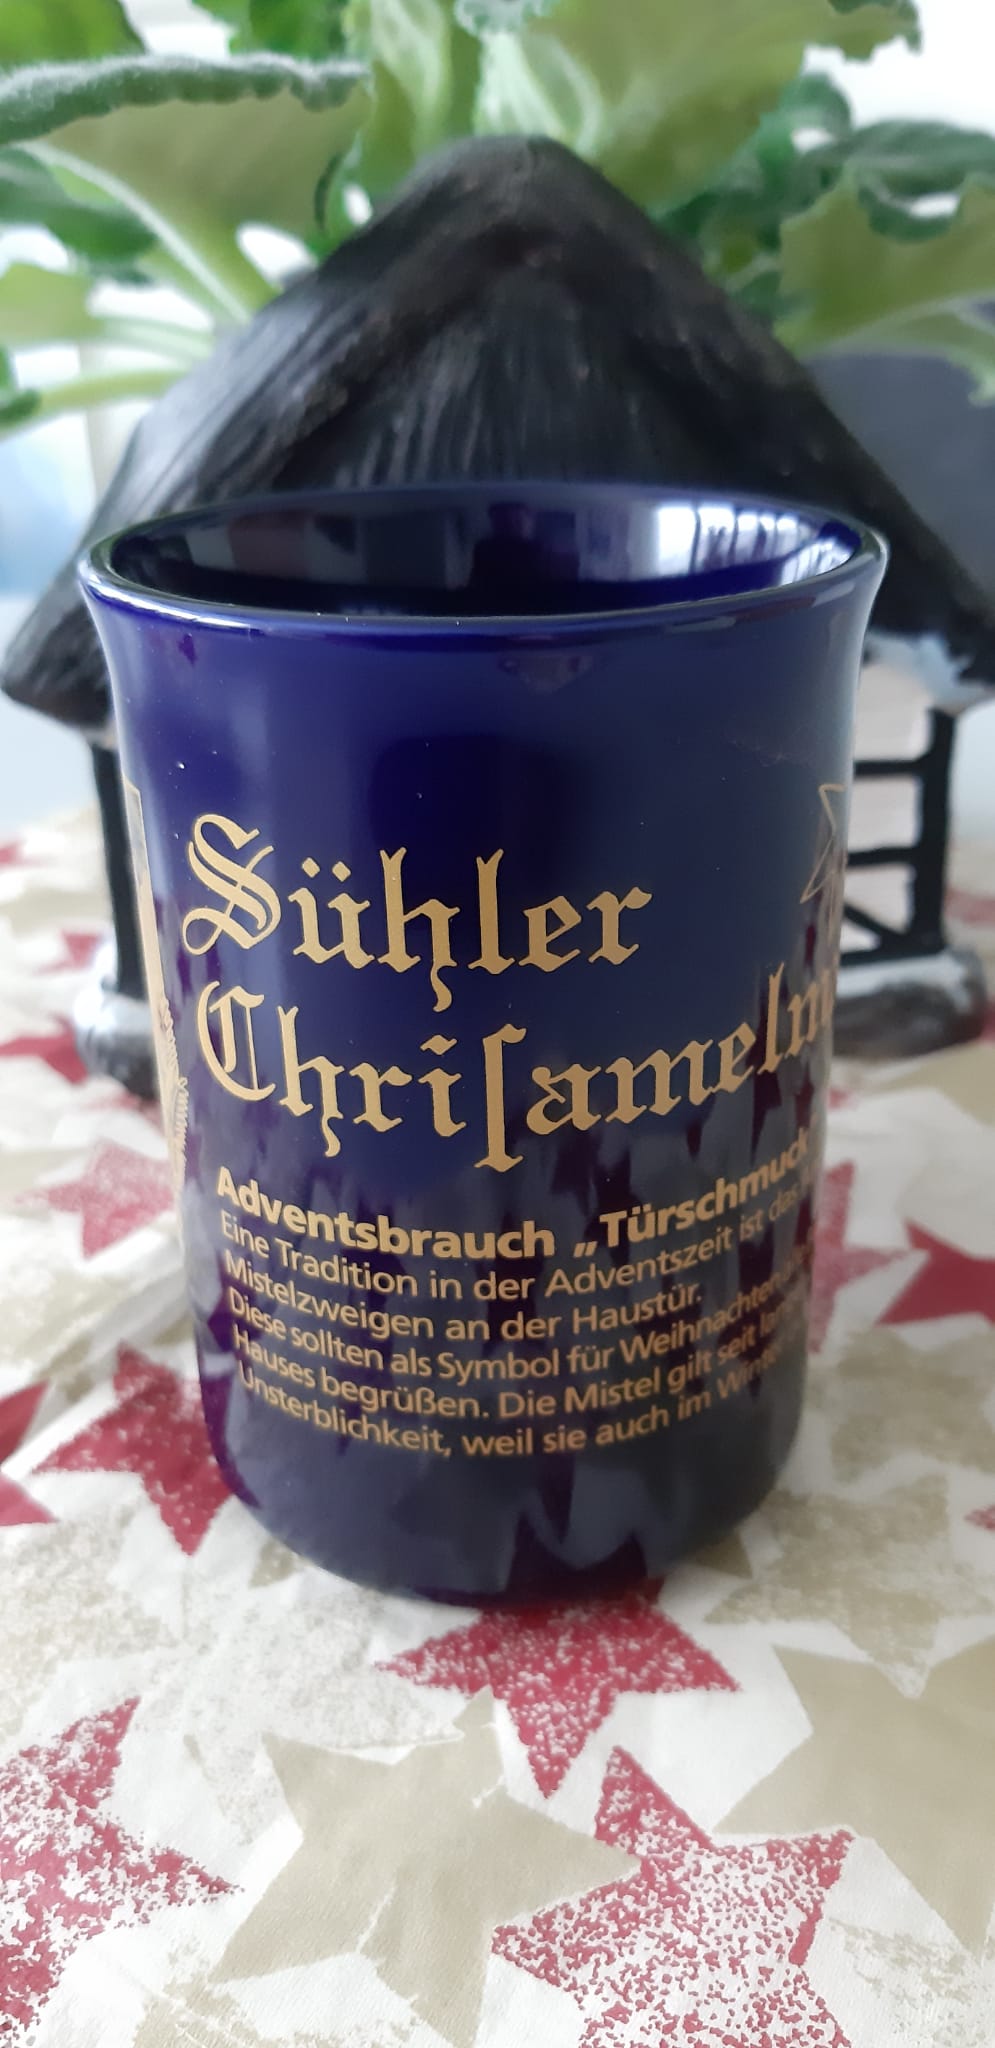 Sühler
Chriſamelm
Adventsbrauch „Türschmuck
Eine Tradition in der Adventszeit ist das
Mistelzweigen an der Haustür.
Diese sollten als Symbol für Weihnachten
Hauses begrüßen. Die Mistel gilt seit
Unsterblichkeit, weil sie auch im Winter